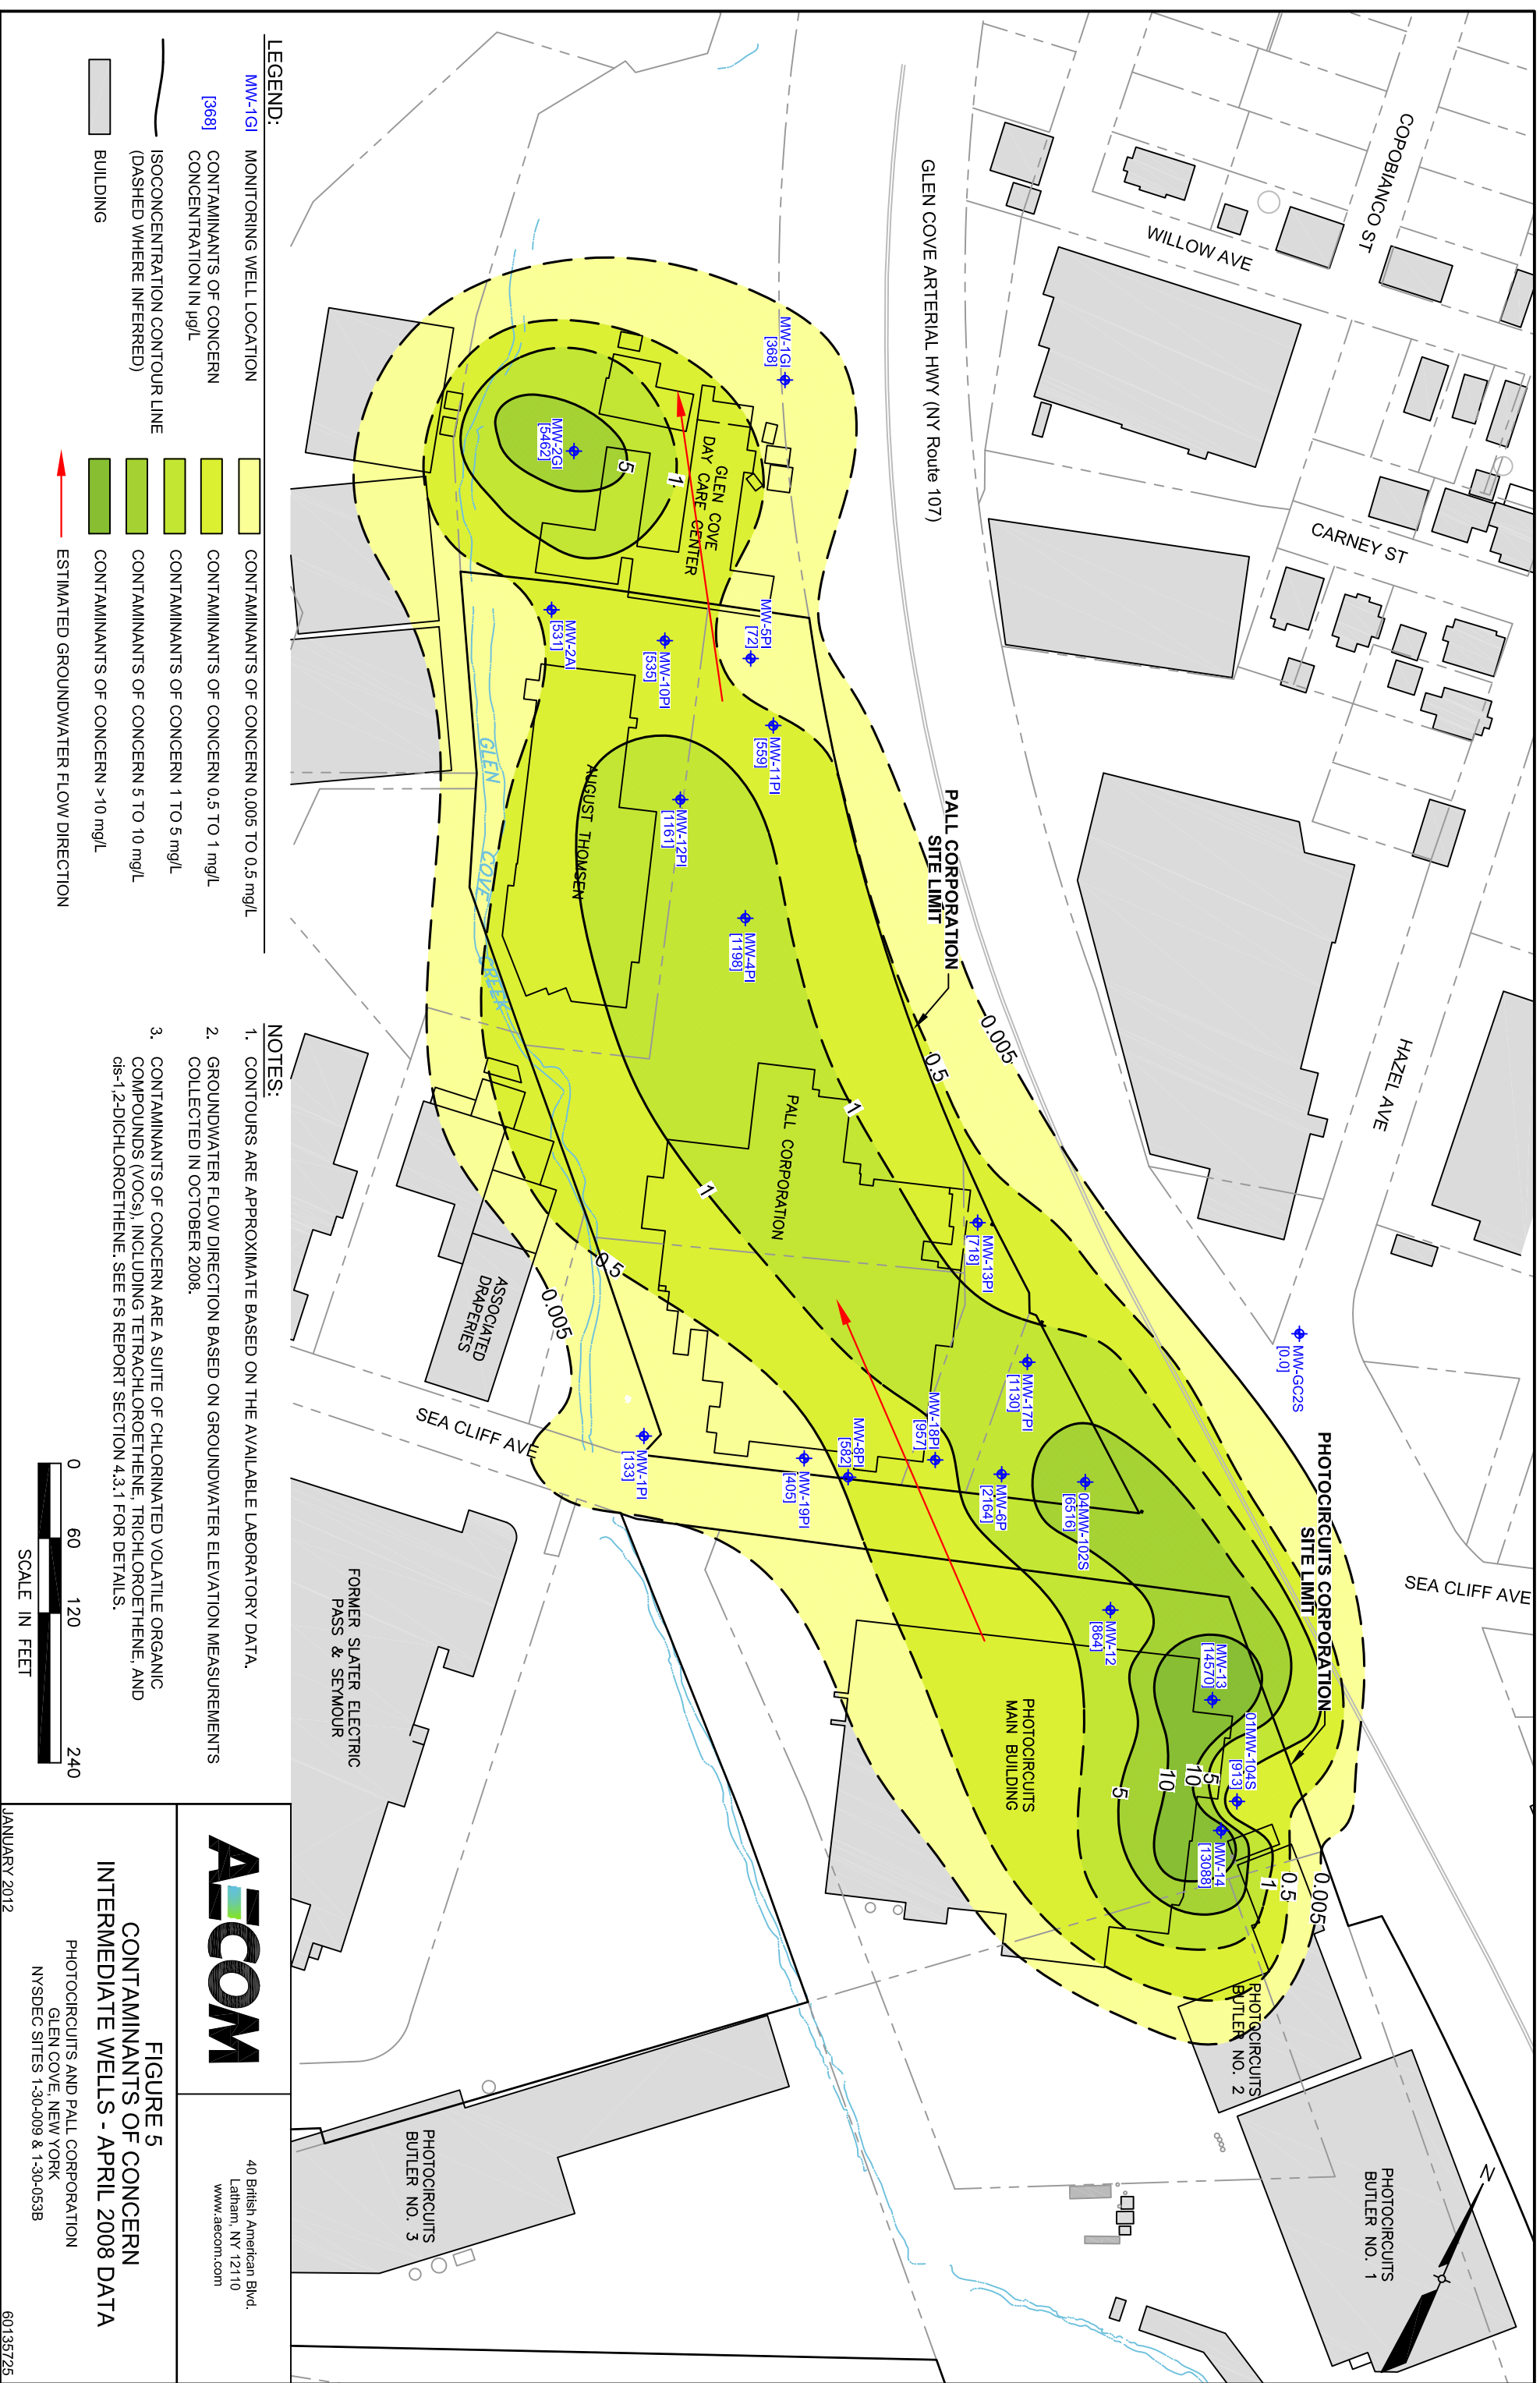 COPOBIANCO ST
WILLOW AVE
CARNEY ST
HAZEL AVE
SEA CLIFF AVE
GLEN COVE ARTERIAL HWY (NY Route 107)
PALL CORPORATION
SITE LIMIT
PHOTOCIRCUITS CORPORATION
SITE LIMIT
MW-GC2S
[0.0]
MW-1GI
[368]
MW-2GI
[5462]
5
1
GLEN COVE
DAY CARE CENTER
MW-5PI
[72]
MW-2AI
[531]
MW-10PI
[535]
MW-11PI
[559]
MW-12PI
[1161]
MW-4PI
[1198]
AUGUST THOMSEN
GLEN COVE CREEK
0.005
0.5
1
1
0.5
0.005
PALL CORPORATION
MW-13PI
[718]
MW-17PI
[1130]
MW-18PI
[957]
MW-8PI
[582]
MW-19PI
[405]
MW-1PI
[133]
MW-6P
[2164]
04MW-102S
[6516]
MW-12
[864]
MW-13
[14570]
01MW-104S
[913]
MW-14
[13088]
5
10
10
5
1
0.5
0.005
ASSOCIATED
DRAPERIES
SEA CLIFF AVE
PHOTOCIRCUITS
MAIN BUILDING
FORMER SLATER ELECTRIC
PASS & SEYMOUR
PHOTOCIRCUITS
BUTLER NO. 2
PHOTOCIRCUITS
BUTLER NO. 1
PHOTOCIRCUITS
BUTLER NO. 3
N
LEGEND:
MW-1GI MONITORING WELL LOCATION
[368] CONTAMINANTS OF CONCERN
CONCENTRATION IN µg/L
ISOCONCENTRATION CONTOUR LINE
(DASHED WHERE INFERRED)
BUILDING
CONTAMINANTS OF CONCERN 0.005 TO 0.5 mg/L
CONTAMINANTS OF CONCERN 0.5 TO 1 mg/L
CONTAMINANTS OF CONCERN 1 TO 5 mg/L
CONTAMINANTS OF CONCERN 5 TO 10 mg/L
CONTAMINANTS OF CONCERN >10 mg/L
ESTIMATED GROUNDWATER FLOW DIRECTION
NOTES:
1. CONTOURS ARE APPROXIMATE BASED ON THE AVAILABLE LABORATORY DATA.
2. GROUNDWATER FLOW DIRECTION BASED ON GROUNDWATER ELEVATION MEASUREMENTS
COLLECTED IN OCTOBER 2008.
3. CONTAMINANTS OF CONCERN ARE A SUITE OF CHLORINATED VOLATILE ORGANIC
COMPOUNDS (VOCs), INCLUDING TETRACHLOROETHENE, TRICHLOROETHENE, AND
cis-1,2-DICHLOROETHENE. SEE FS REPORT SECTION 4.3.1 FOR DETAILS.
0 60 120 240
SCALE IN FEET
AECOM
40 British American Blvd.
Latham, NY 12110
www.aecom.com
FIGURE 5
CONTAMINANTS OF CONCERN
INTERMEDIATE WELLS - APRIL 2008 DATA
PHOTOCIRCUITS AND PALL CORPORATION
GLEN COVE, NEW YORK
NYSDEC SITES 1-30-009 & 1-30-053B
JANUARY 2012
60135725